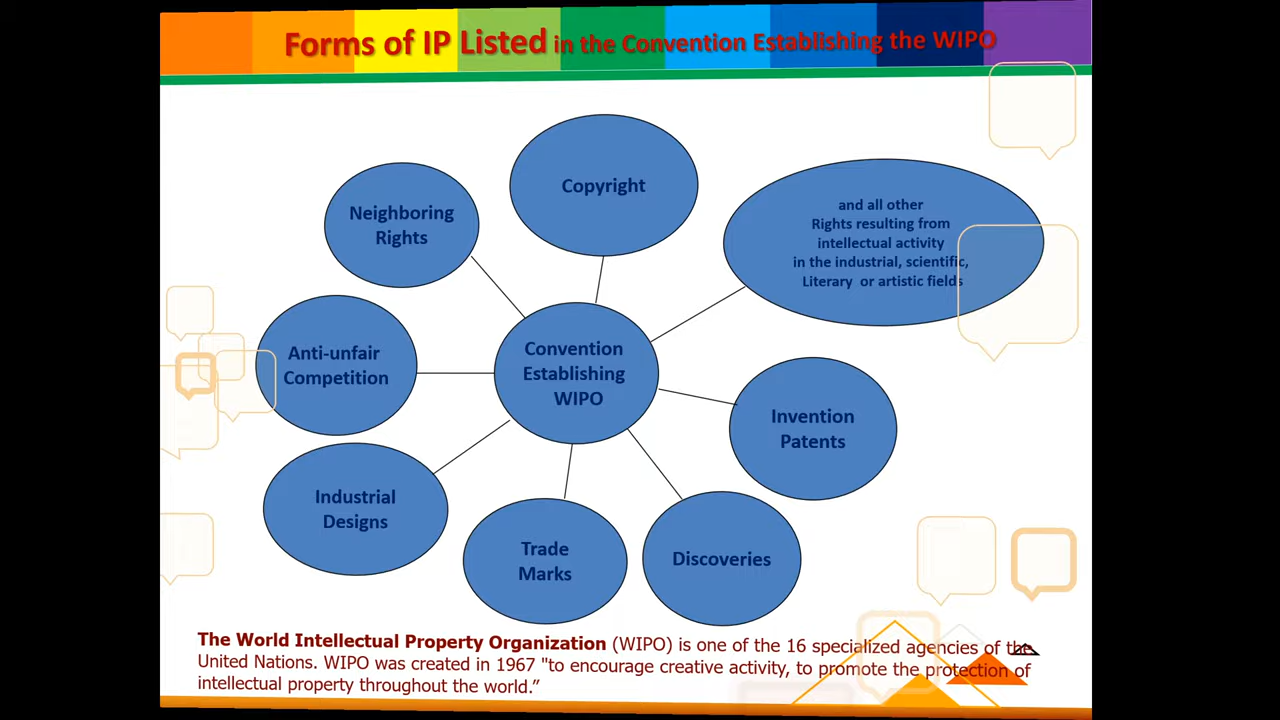 Forms of IP Listed in the Convention Establishing the WIPO
Copyright
Neighboring
Rights
and all other
Rights resulting from
intellectual activity
in the industrial, scientific,
Literary or artistic fields
Anti-unfair
Competition
Convention
Establishing
WIPO
Invention
Patents
Industrial
Designs
Trade
Marks
Discoveries
The World Intellectual Property Organization (WIPO) is one of the 16 specialized agencies of the
United Nations. WIPO was created in 1967 "to encourage creative activity, to promote the protection of
intellectual property throughout the world.”